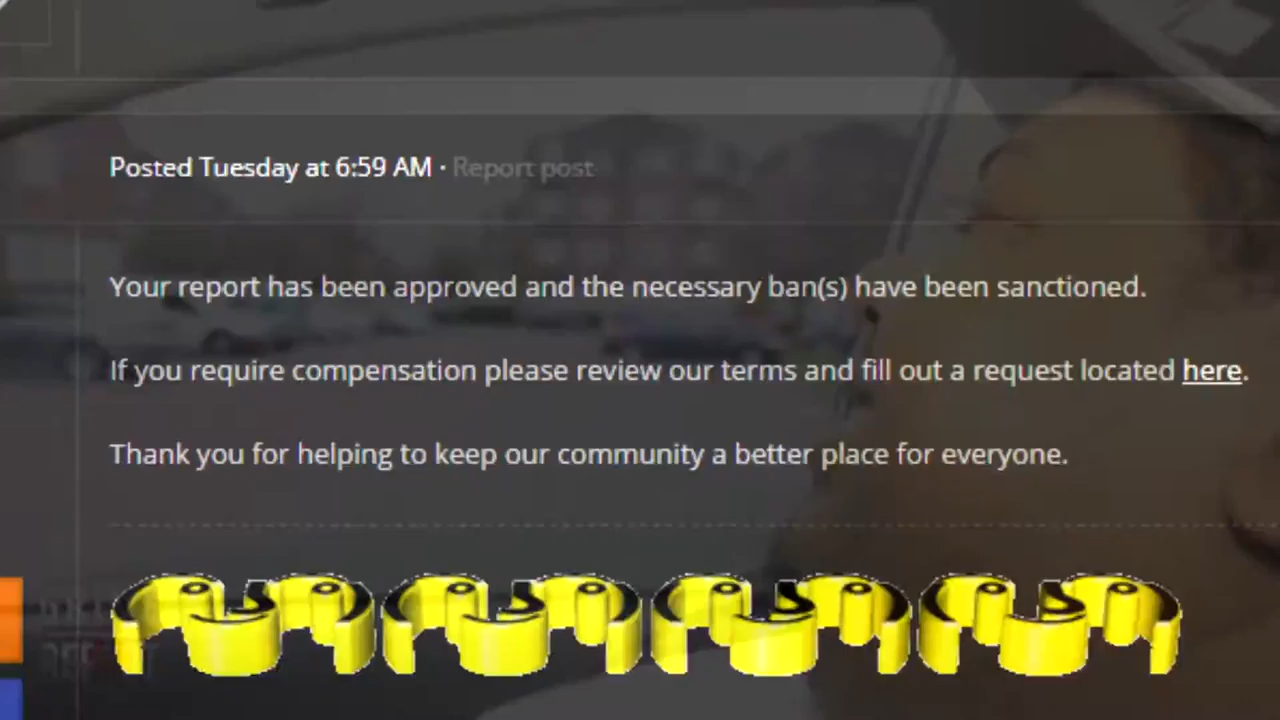 Posted Tuesday at 6:59 AM · Report post
Your report has been approved and the necessary ban(s) have been sanctioned.
If you require compensation please review our terms and fill out a request located here.
Thank you for helping to keep our community a better place for everyone.